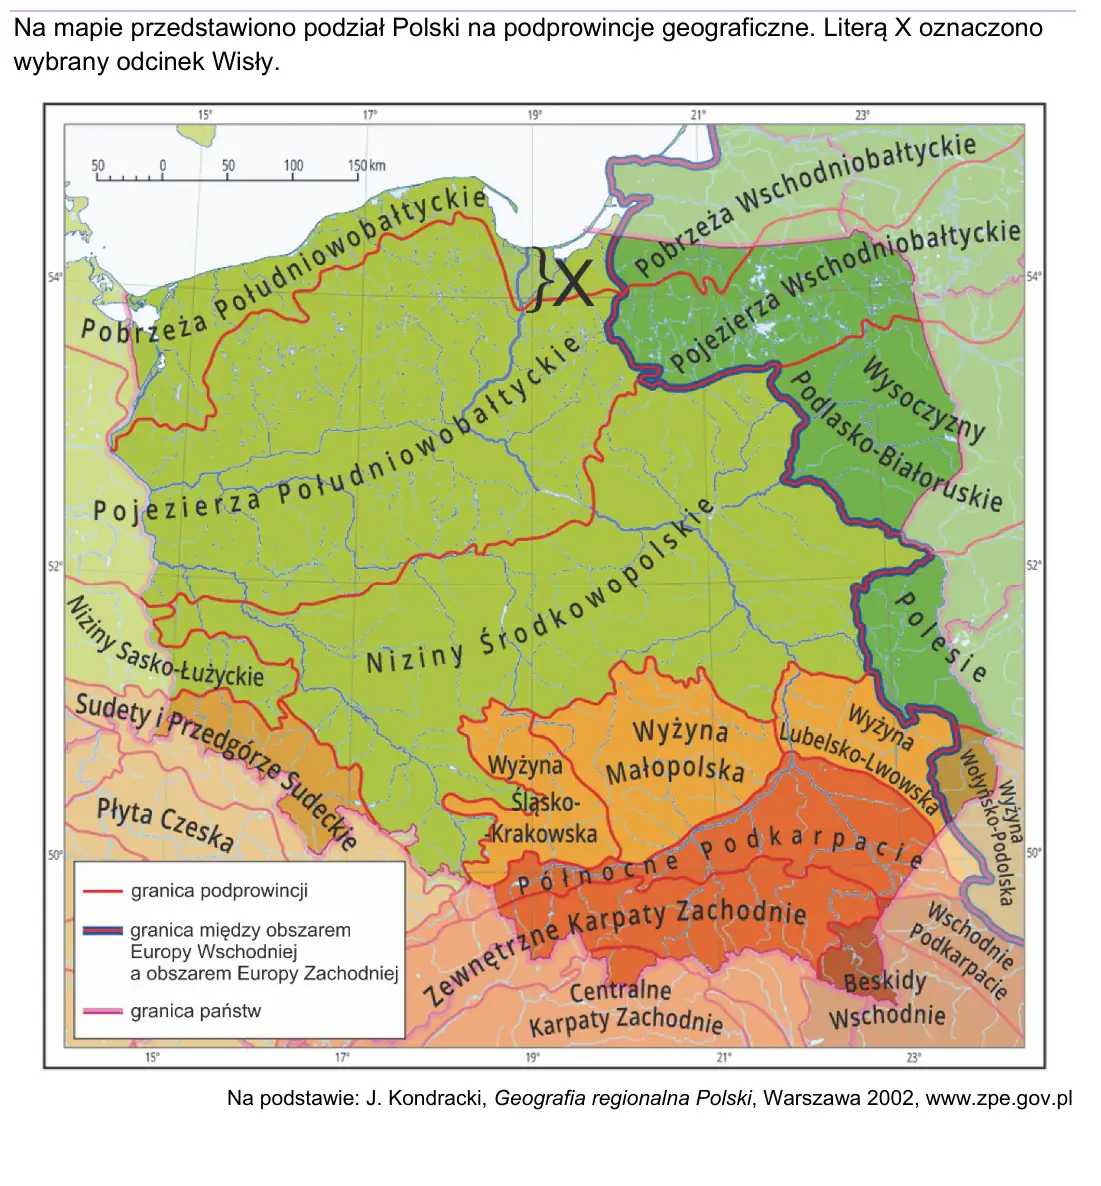 Na mapie przedstawiono podział Polski na podprowincje geograficzne. Literą X oznaczono
wybrany odcinek Wisły.
15° 17° 19° 21° 23°
50 0 50 100 150 km
Pobrzeża Południowobałtyckie
Pobrzeża Wschodniobałtyckie
Pojezierza Wschodniobałtyckie
54° 54°
}X
Pojezierza Południowobałtyckie
Wysoczyzny
Podlasko-Białoruskie
52° 52°
Niziny Środkowopolskie
Polesie
Niziny Sasko-Łużyckie
Sudety i Przedgórze Sudeckie
Płyta Czeska
Wyżyna
Śląsko-
-Krakowska
Wyżyna
Małopolska
Wyżyna
Lubelsko-Lwowska
Wyżyna
Wołyńsko-Podolska
50° 50°
Północne Podkarpacie
Zewnętrzne Karpaty Zachodnie
Wschodnie
Podkarpacie
Centralne
Karpaty Zachodnie
Beskidy
Wschodnie
granica podprowincji
granica między obszarem
Europy Wschodniej
a obszarem Europy Zachodniej
granica państw
15° 17° 19° 21° 23°
Na podstawie: J. Kondracki, Geografia regionalna Polski, Warszawa 2002, www.zpe.gov.pl